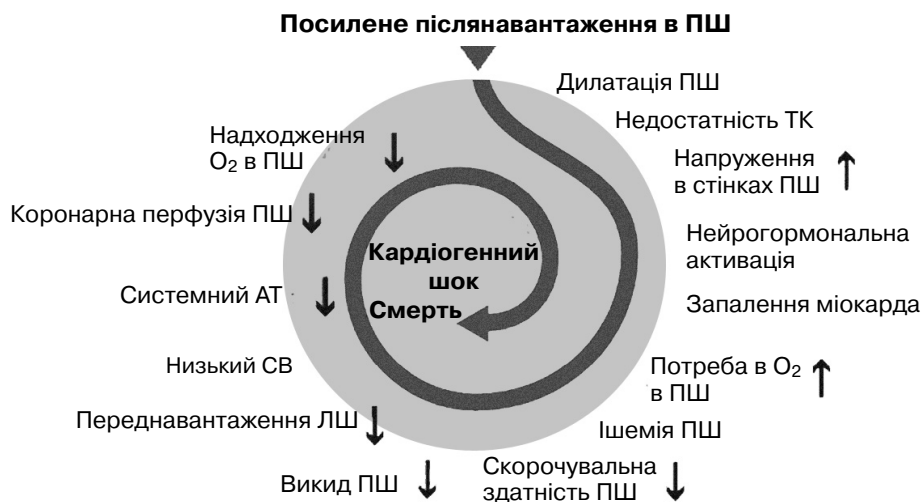 Посилене післянавантаження в ПШ
Дилатація ПШ
Недостатність ТК
Напруження
в стінках ПШ
Нейрогормональна
активація
Запалення міокарда
Потреба в O₂
в ПШ
Ішемія ПШ
Скорочувальна
здатність ПШ
Викид ПШ
Переднавантаження ЛШ
Низький СВ
Системний АТ
Коронарна перфузія ПШ
Надходження
O₂ в ПШ
Кардіогенний
шок
Смерть